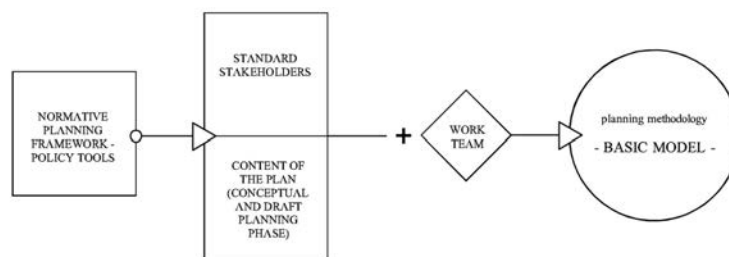 NORMATIVE
PLANNING
FRAMEWORK -
POLICY TOOLS
STANDARD
STAKEHOLDERS
CONTENT OF
THE PLAN
(CONCEPTUAL
AND DRAFT
PLANNING
PHASE)
+
WORK
TEAM
planning methodology
- BASIC MODEL -